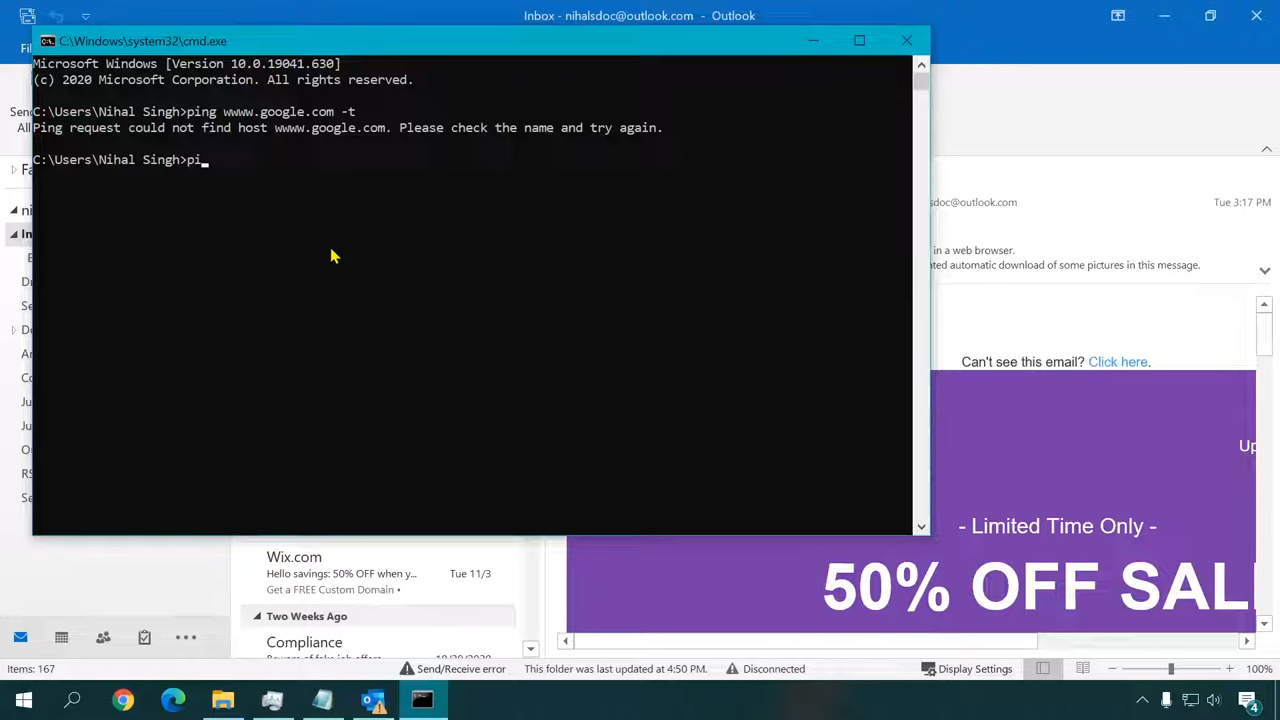 Inbox - nihalsdoc@outlook.com - Outlook
C:\Windows\system32\cmd.exe
Microsoft Windows [Version 10.0.19041.630]
(c) 2020 Microsoft Corporation. All rights reserved.
C:\Users\Nihal Singh>ping wwww.google.com -t
Ping request could not find host wwww.google.com. Please check the name and try again.
C:\Users\Nihal Singh>pi
sdoc@outlook.com
Tue 3:17 PM
in a web browser.
automatic download of some pictures in this message.
Can't see this email? Click here.
Up
- Limited Time Only -
50% OFF SAL
Wix.com
Hello savings: 50% OFF when y... Tue 11/3
Get a FREE Custom Domain •
Two Weeks Ago
Compliance
10/28/2020
Items: 167
Send/Receive error
This folder was last updated at 4:50 PM.
Disconnected
Display Settings
100%
4